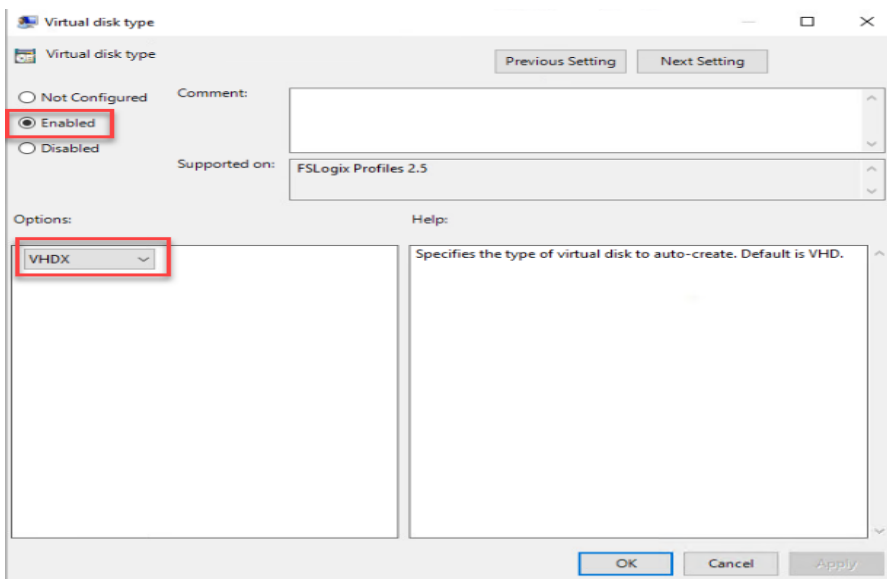 Virtual disk type
Virtual disk type
Previous Setting
Next Setting
Not Configured
Comment:
Enabled
Disabled
Supported on:
FSLogix Profiles 2.5
Options:
Help:
VHDX
Specifies the type of virtual disk to auto-create. Default is VHD.
OK
Cancel
Apply